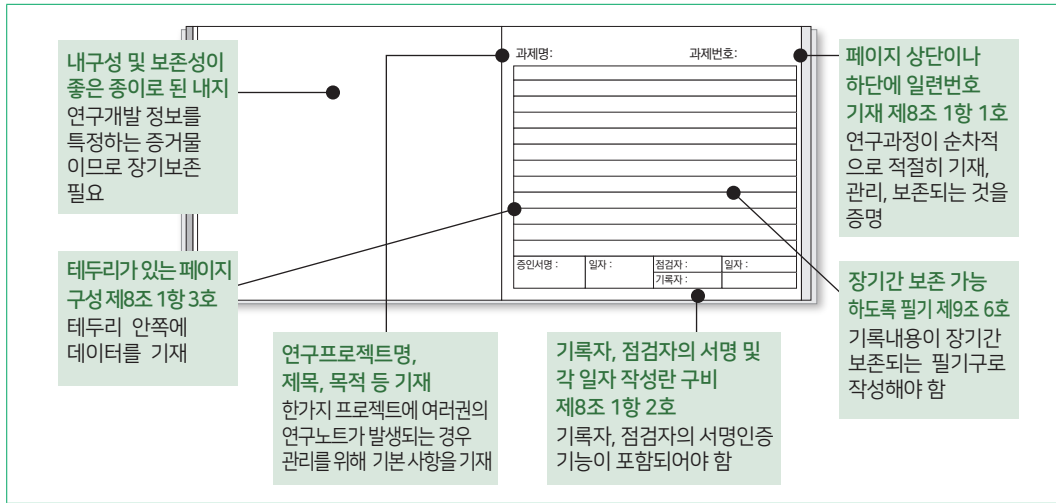 내구성 및 보존성이
좋은 종이로 된 내지
연구개발 정보를
특정하는 증거물
이므로 장기보존
필요
테두리가 있는 페이지
구성 제8조 1항 3호
테두리 안쪽에
데이터를 기재
과제명: 과제번호:
증인서명 : 일자 : 점검자 : 일자 :
기록자 :
연구프로젝트명,
제목, 목적 등 기재
한가지 프로젝트에 여러권의
연구노트가 발생되는 경우
관리를 위해 기본 사항을 기재
기록자, 점검자의 서명 및
각 일자 작성란 구비
제8조 1항 2호
기록자, 점검자의 서명인증
기능이 포함되어야 함
페이지 상단이나
하단에 일련번호
기재 제8조 1항 1호
연구과정이 순차적
으로 적절히 기재,
관리, 보존되는 것을
증명
장기간 보존 가능
하도록 필기 제9조 6호
기록내용이 장기간
보존되는 필기구로
작성해야 함